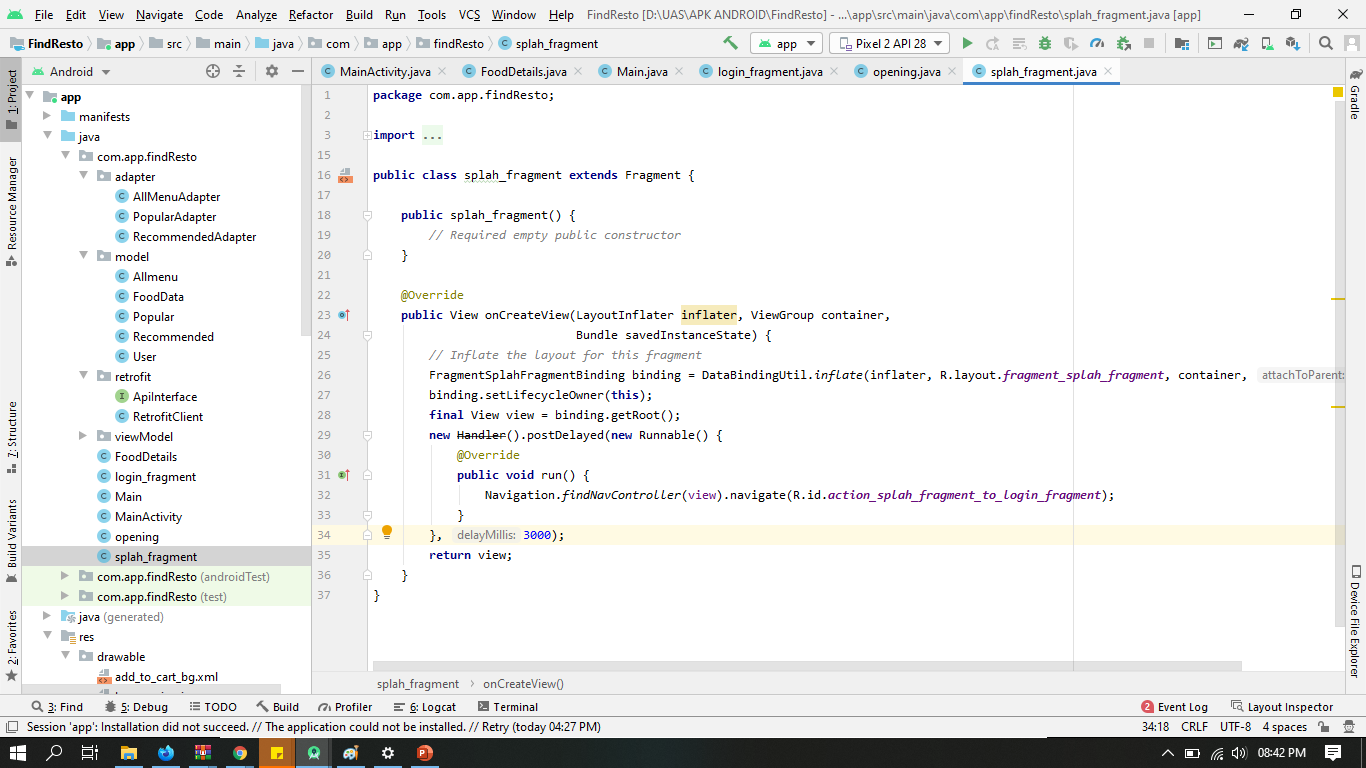 File Edit View Navigate Code Analyze Refactor Build Run Tools VCS Window Help FindResto [D:\UAS\APK ANDROID\FindResto] - ...\app\src\main\java\com\app\findResto\splah_fragment.java [app]
FindResto app src main java com app findResto splah_fragment app Pixel 2 API 28
Android MainActivity.java FoodDetails.java Main.java login_fragment.java opening.java splah_fragment.java
1: Project
Resource Manager
7: Structure
Build Variants
2: Favorites
app
manifests
java
com.app.findResto
adapter
AllMenuAdapter
PopularAdapter
RecommendedAdapter
model
Allmenu
FoodData
Popular
Recommended
User
retrofit
ApiInterface
RetrofitClient
viewModel
FoodDetails
login_fragment
Main
MainActivity
opening
splah_fragment
com.app.findResto (androidTest)
com.app.findResto (test)
java (generated)
res
drawable
add_to_cart_bg.xml
1 package com.app.findResto;
2
3 import ...
15
16 public class splah_fragment extends Fragment {
17
18 public splah_fragment() {
19 // Required empty public constructor
20 }
21
22 @Override
23 public View onCreateView(LayoutInflater inflater, ViewGroup container,
24 Bundle savedInstanceState) {
25 // Inflate the layout for this fragment
26 FragmentSplahFragmentBinding binding = DataBindingUtil.inflate(inflater, R.layout.fragment_splah_fragment, container, attachToParent:
27 binding.setLifecycleOwner(this);
28 final View view = binding.getRoot();
29 new Handler().postDelayed(new Runnable() {
30 @Override
31 public void run() {
32 Navigation.findNavController(view).navigate(R.id.action_splah_fragment_to_login_fragment);
33 }
34 }, delayMillis: 3000);
35 return view;
36 }
37 }
Gradle
Device File Explorer
splah_fragment onCreateView()
3: Find 5: Debug TODO Build Profiler 6: Logcat Terminal 2 Event Log Layout Inspector
Session 'app': Installation did not succeed. // The application could not be installed. // Retry (today 04:27 PM) 34:18 CRLF UTF-8 4 spaces
08:42 PM